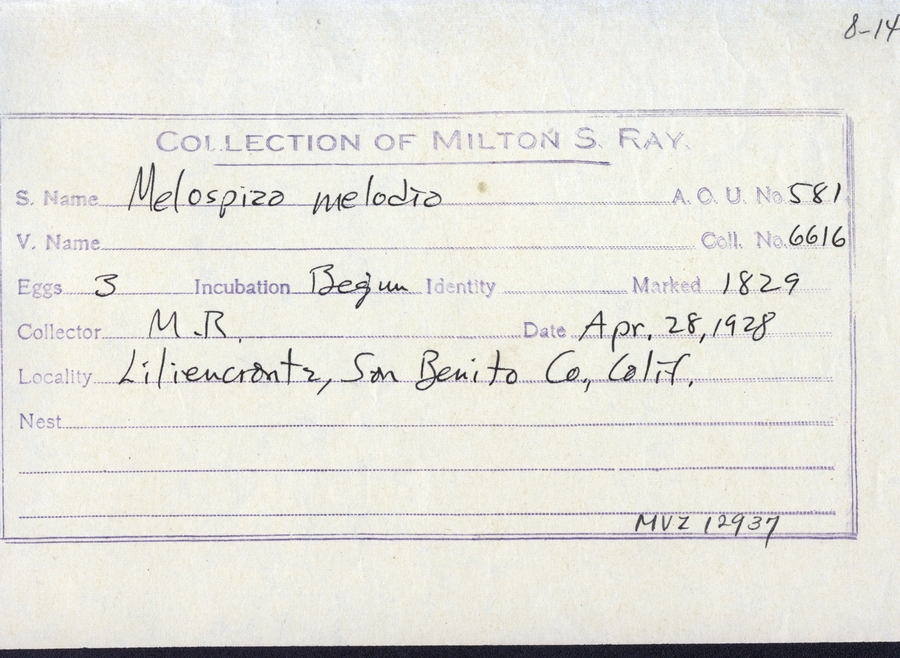 8-14
COLLECTION OF MILTON S. RAY.
S. Name Melospiza melodia A. O. U. No. 581
V. Name Coll. No. 6616
Eggs 3 Incubation Begun Identity Marked 1829
Collector M.R. Date Apr. 28, 1928
Locality Liliencrantz, San Benito Co., Calif.
Nest
MVZ 12937